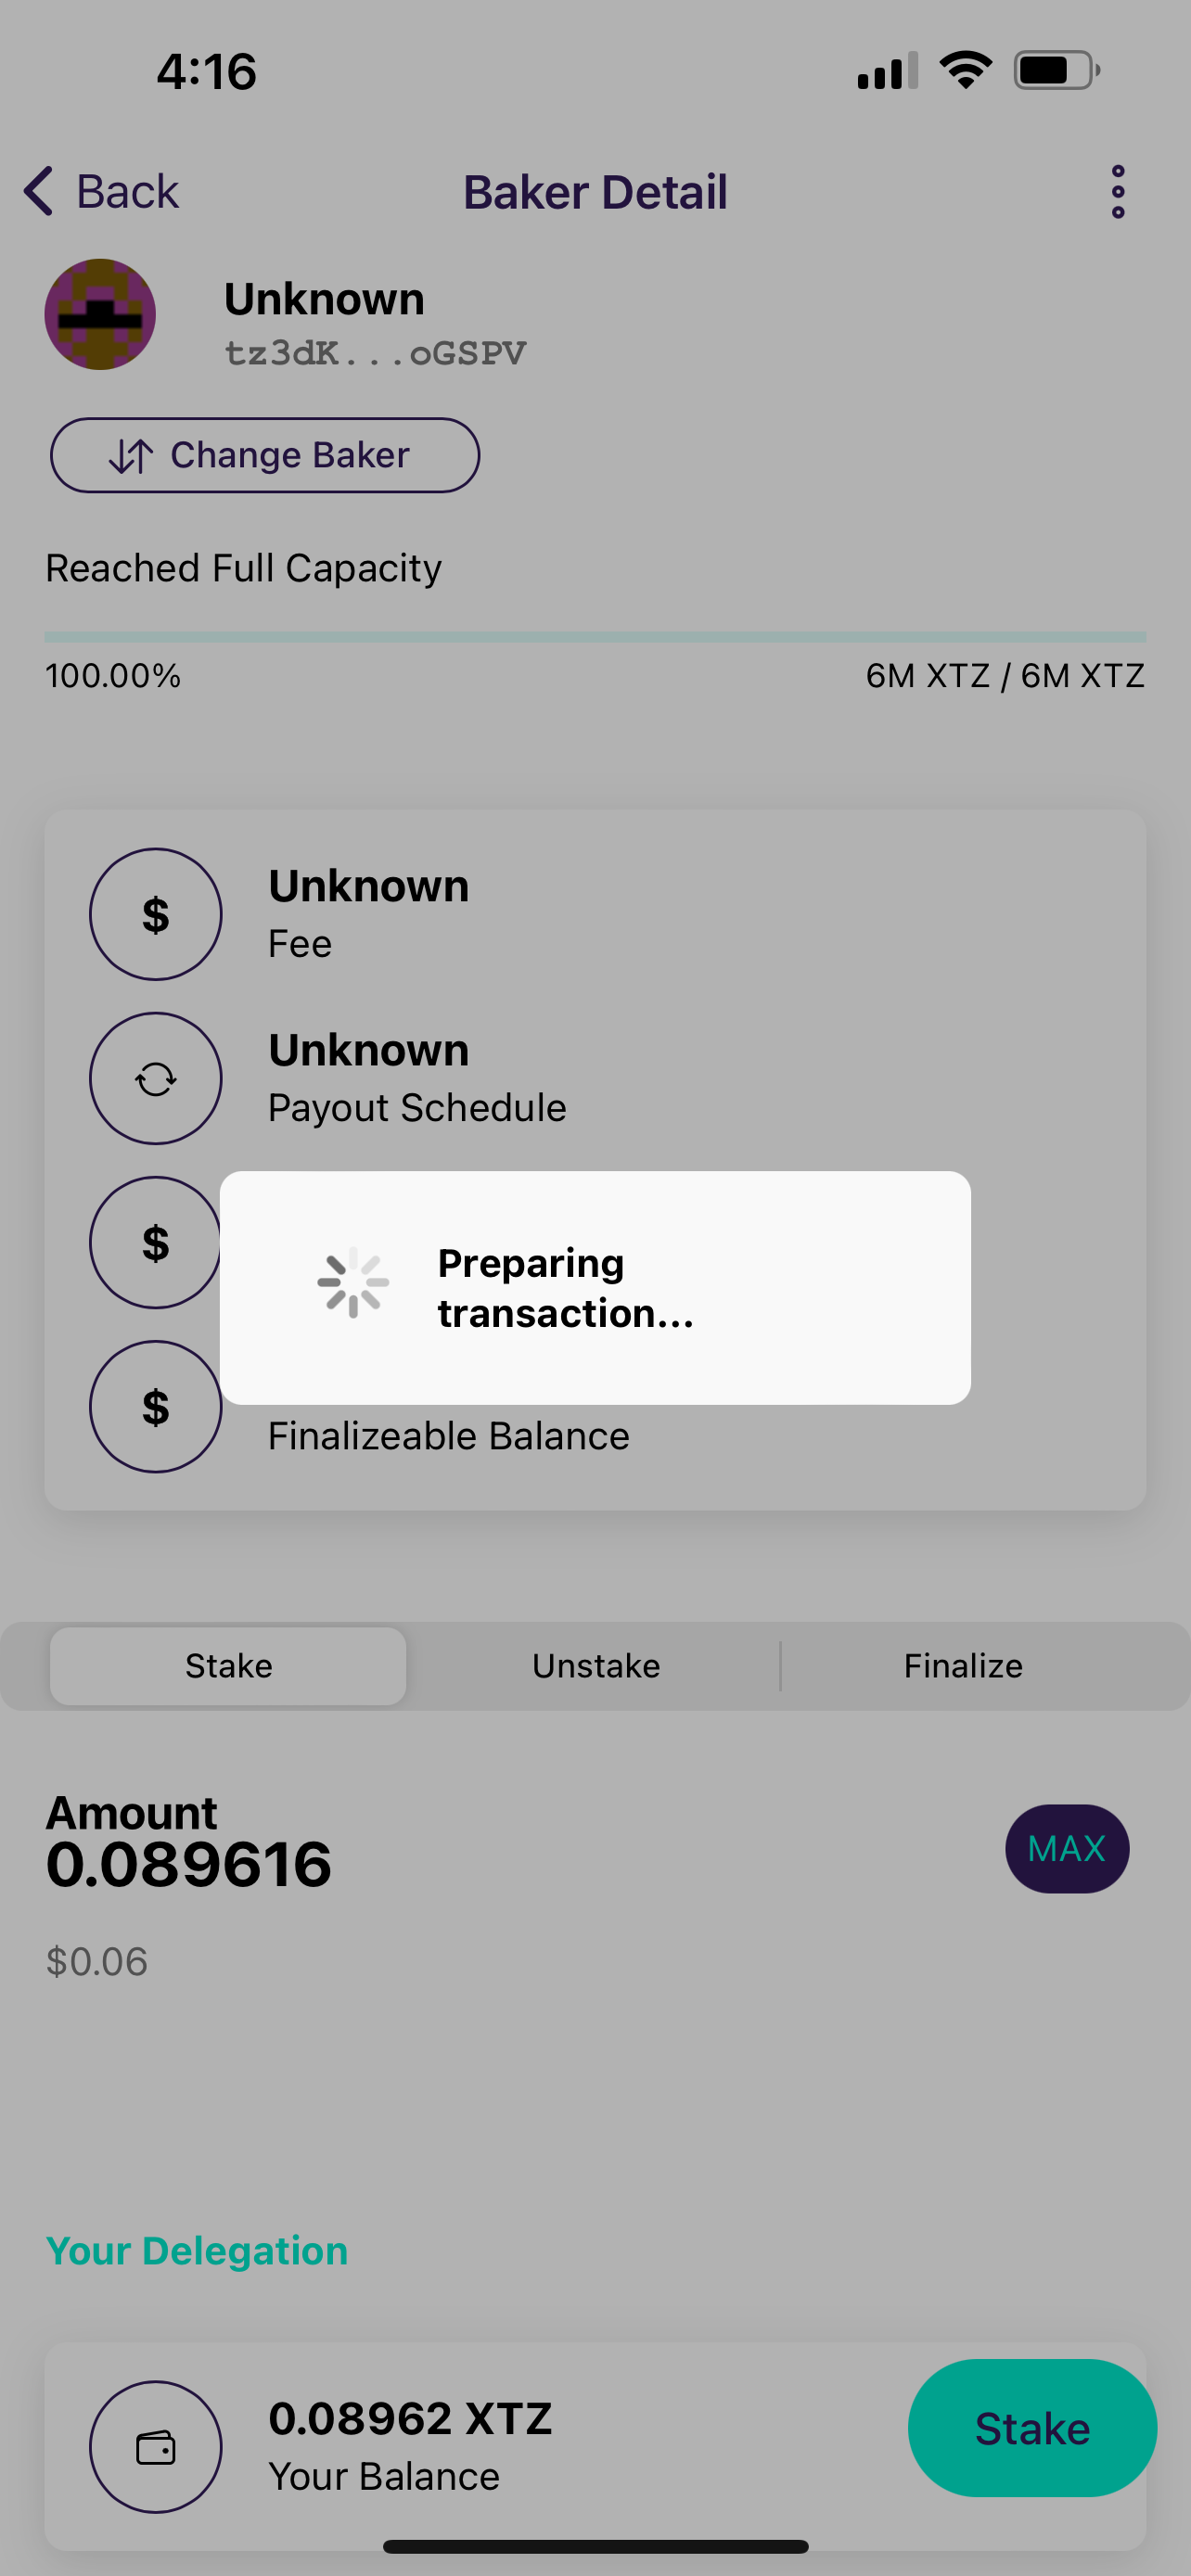 4:16
Back
Baker Detail
Unknown
tz3dK...oGSPV
Change Baker
Reached Full Capacity
100.00%
6M XTZ / 6M XTZ
$
Unknown
Fee
Unknown
Payout Schedule
$
Preparing
transaction...
$
Finalizeable Balance
Stake
Unstake
Finalize
Amount
0.089616
MAX
$0.06
Your Delegation
0.08962 XTZ
Your Balance
Stake